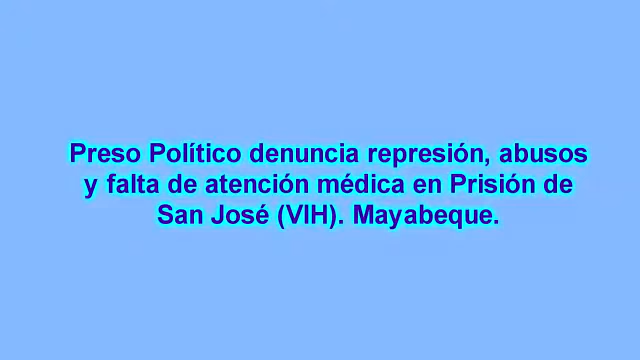 Preso Político denuncia represión, abusos
y falta de atención médica en Prisión de
San José (VIH). Mayabeque.